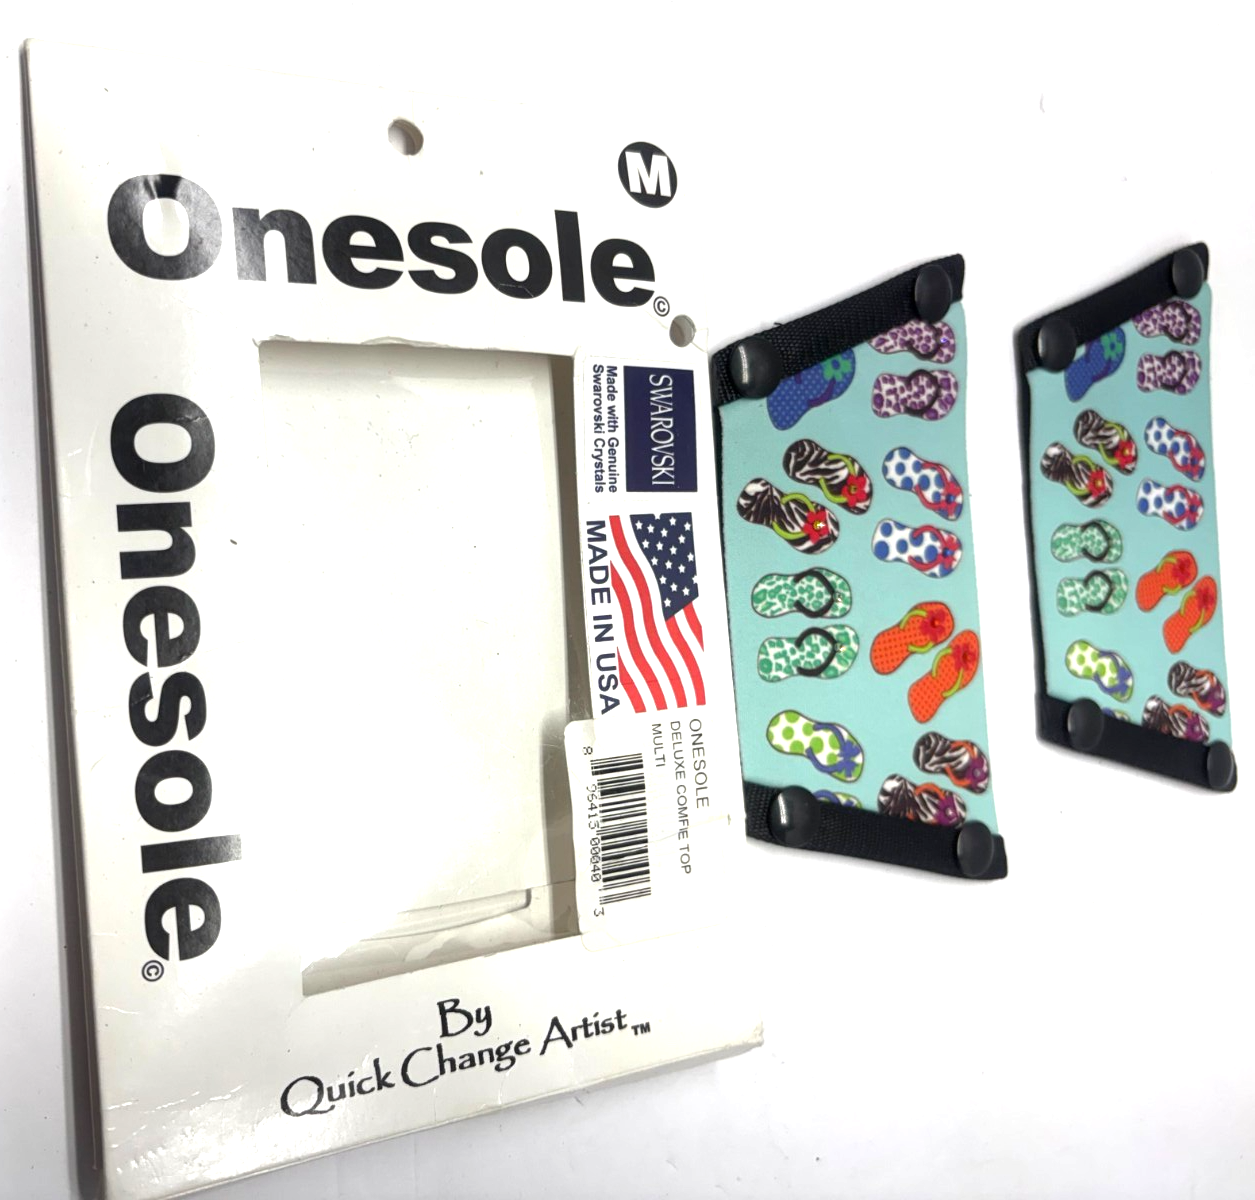 M
Onesole©
Onesole©
SWAROVSKI
Made with Genuine
Swarovski Crystals
MADE IN USA
ONESOLE
DELUXE COMFIE TOP
MULTI
8 96413 00040 3
By
Quick Change Artist™